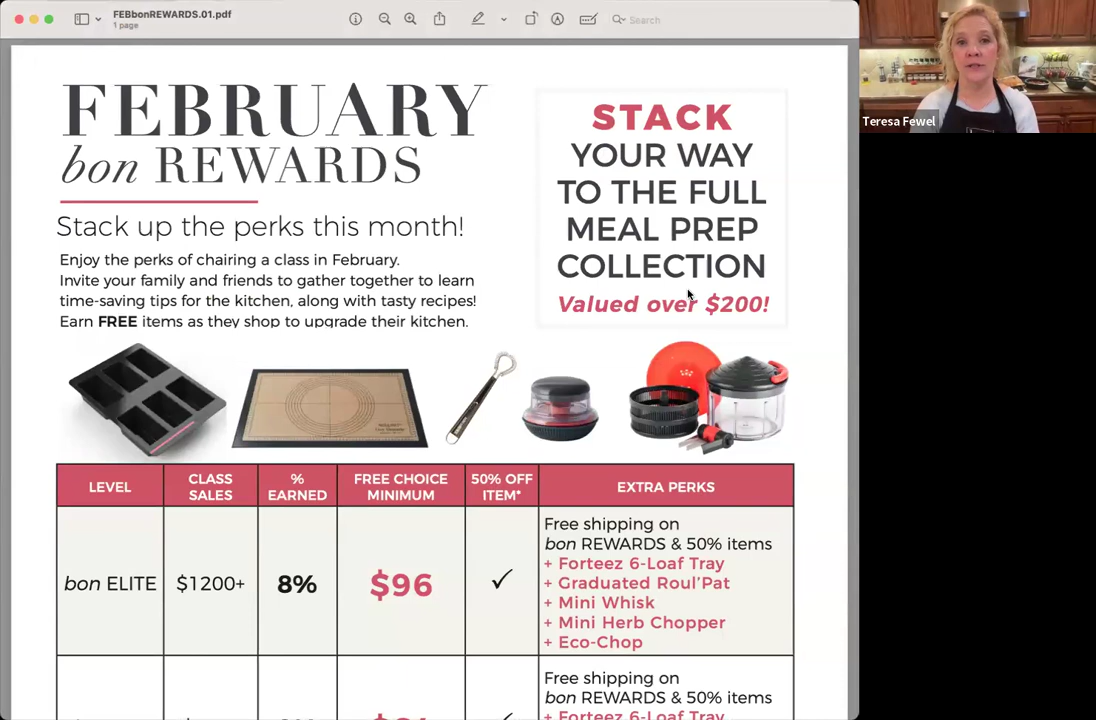 FEBbonREWARDS.01.pdf
1 page
Search
Teresa Fewel
FEBRUARY
bon REWARDS
Stack up the perks this month!
Enjoy the perks of chairing a class in February.
Invite your family and friends to gather together to learn
time-saving tips for the kitchen, along with tasty recipes!
Earn FREE items as they shop to upgrade their kitchen.
STACK
YOUR WAY
TO THE FULL
MEAL PREP
COLLECTION
Valued over $200!
LEVEL
CLASS
SALES
%
EARNED
FREE CHOICE
MINIMUM
50% OFF
ITEM*
EXTRA PERKS
bon ELITE
$1200+
8%
$96
✓
Free shipping on
bon REWARDS & 50% items
+ Forteez 6-Loaf Tray
+ Graduated Roul'Pat
+ Mini Whisk
+ Mini Herb Chopper
+ Eco-Chop
Free shipping on
bon REWARDS & 50% items
+ Forteez 6-Loaf Tray